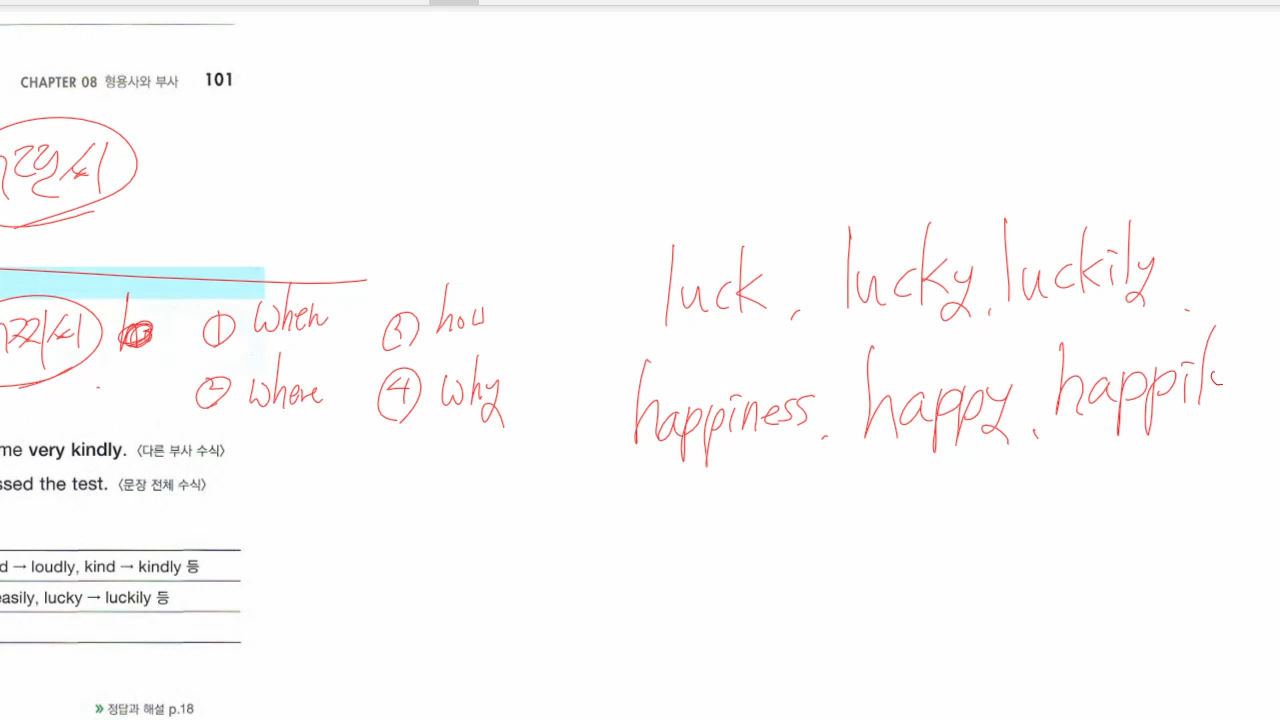 CHAPTER 08 형용사와 부사 101
luck, lucky, luckily
① when ③ how
② where ④ why
happiness, happy, happil
me very kindly. 〈다른 부사 수식〉
ssed the test. 〈문장 전체 수식〉
d → loudly, kind → kindly 등
easily, lucky → luckily 등
» 정답과 해설 p.18